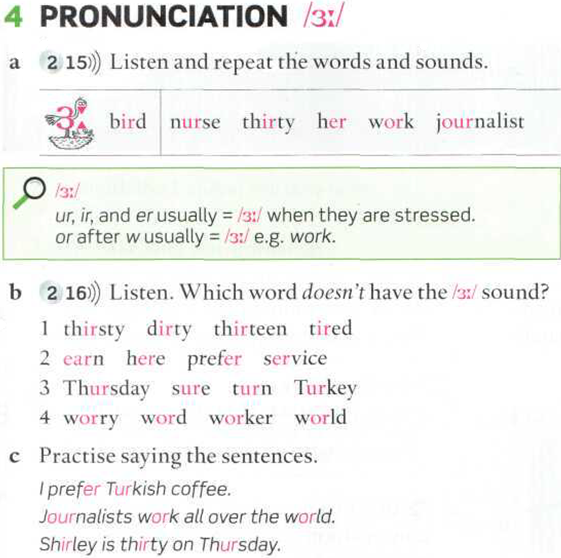 4 PRONUNCIATION /ɜː/
a 2 15)) Listen and repeat the words and sounds.
ɜː bird nurse thirty her work journalist
/ɜː/
ur, ir, and er usually = /ɜː/ when they are stressed.
or after w usually = /ɜː/ e.g. work.
b 2 16)) Listen. Which word doesn't have the /ɜː/ sound?
1 thirsty dirty thirteen tired
2 earn here prefer service
3 Thursday sure turn Turkey
4 worry word worker world
c Practise saying the sentences.
I prefer Turkish coffee.
Journalists work all over the world.
Shirley is thirty on Thursday.